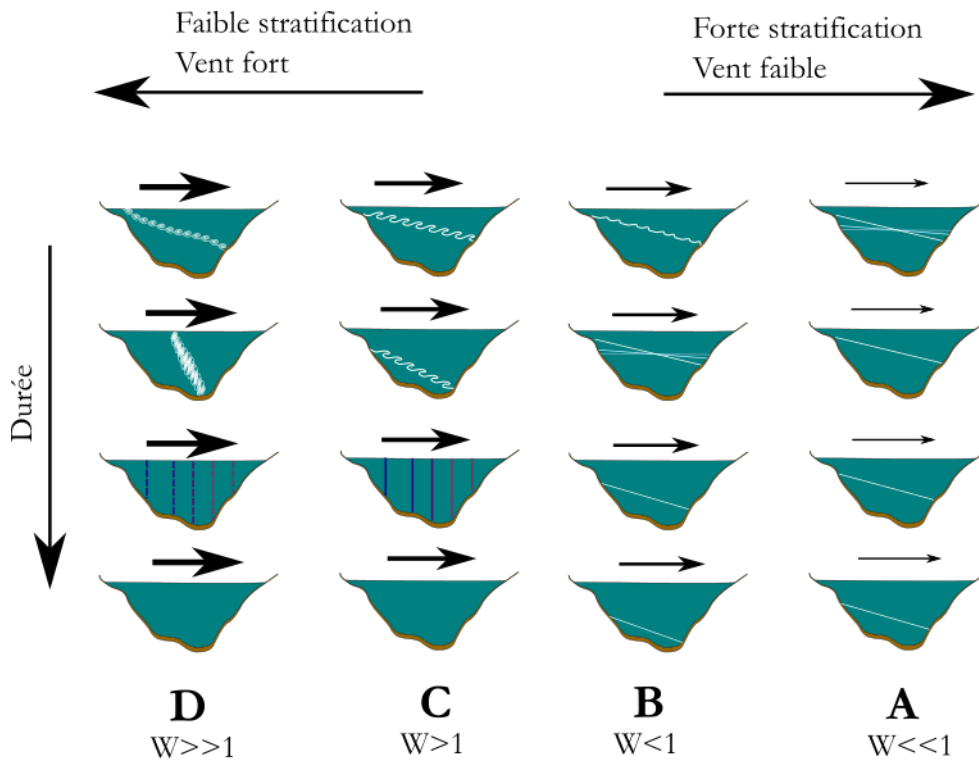 Faible stratification
Vent fort
Forte stratification
Vent faible
Durée
D
C
B
A
W>>1
W>1
W<1
W<<1